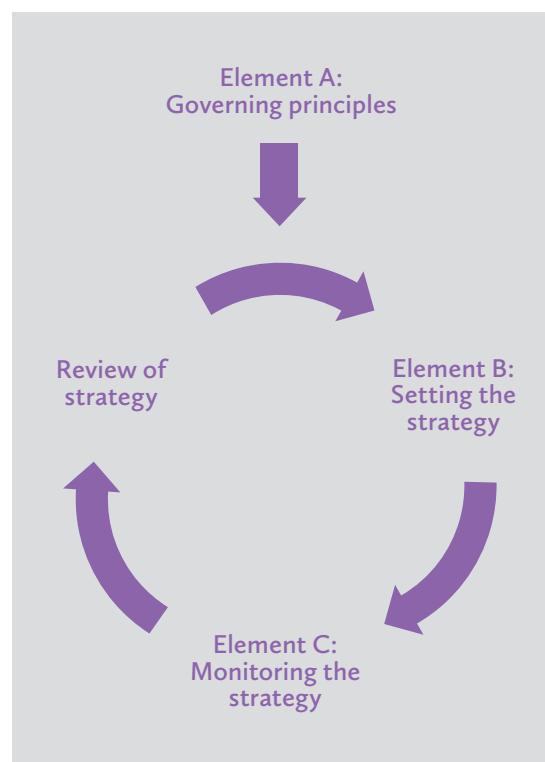 Element A:
Governing principles
Review of
strategy
Element B:
Setting the
strategy
Element C:
Monitoring the
strategy